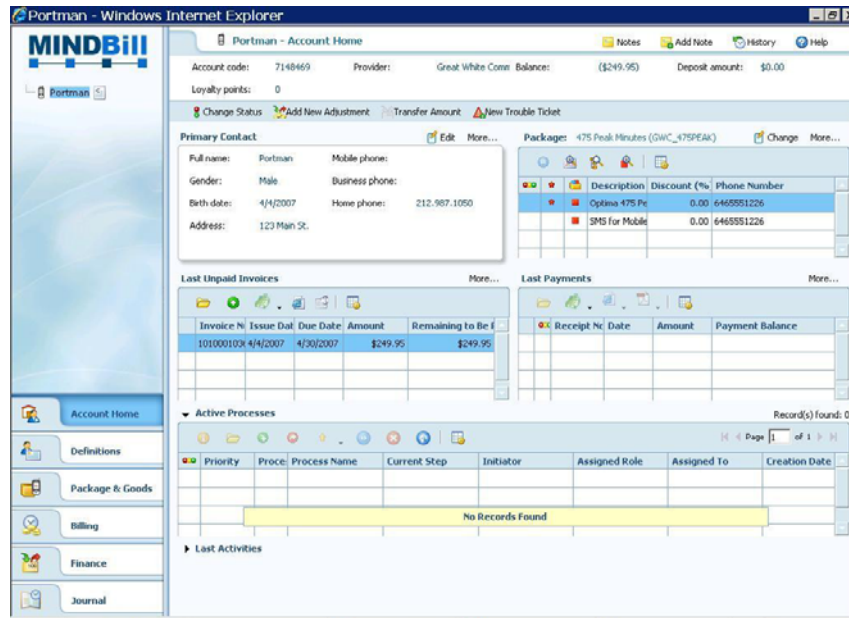 Portman - Windows Internet Explorer
MINDBill
Portman
Portman - Account Home
Notes Add Note History Help
Account code: 7148469 Provider: Great White Comm Balance: ($249.95) Deposit amount: $0.00
Loyalty points: 0
Change Status Add New Adjustment Transfer Amount New Trouble Ticket
Primary Contact Edit More...
Full name: Portman Mobile phone:
Gender: Male Business phone:
Birth date: 4/4/2007 Home phone: 212.987.1050
Address: 123 Main St.
Package: 475 Peak Minutes (GWC_475PEAK) Change More...
Description Discount (% Phone Number
Optima 475 Pe 0.00 6465551226
SMS for Mobile 0.00 6465551226
Last Unpaid Invoices More...
Invoice N Issue Dat Due Date Amount Remaining to Be
101000103 4/4/2007 4/30/2007 $249.95 $249.95
Last Payments More...
Receipt Nc Date Amount Payment Balance
Active Processes Record(s) found: 0
Page 1 of 1
Priority Proce Process Name Current Step Initiator Assigned Role Assigned To Creation Date
No Records Found
Last Activities
Account Home
Definitions
Package & Goods
Billing
Finance
Journal